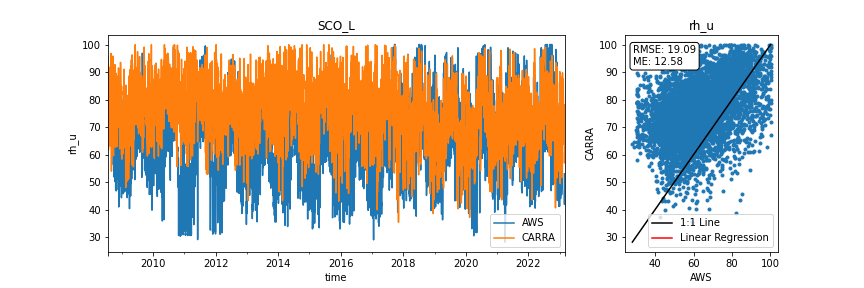 SCO_L
rh_u
100
90
80
70
60
50
40
30
rh_u
2010
2012
2014
2016
2018
2020
2022
time
AWS
CARRA
rh_u
100
90
80
70
60
50
40
30
CARRA
RMSE: 19.09
ME: 12.58
1:1 Line
Linear Regression
40
60
80
100
AWS